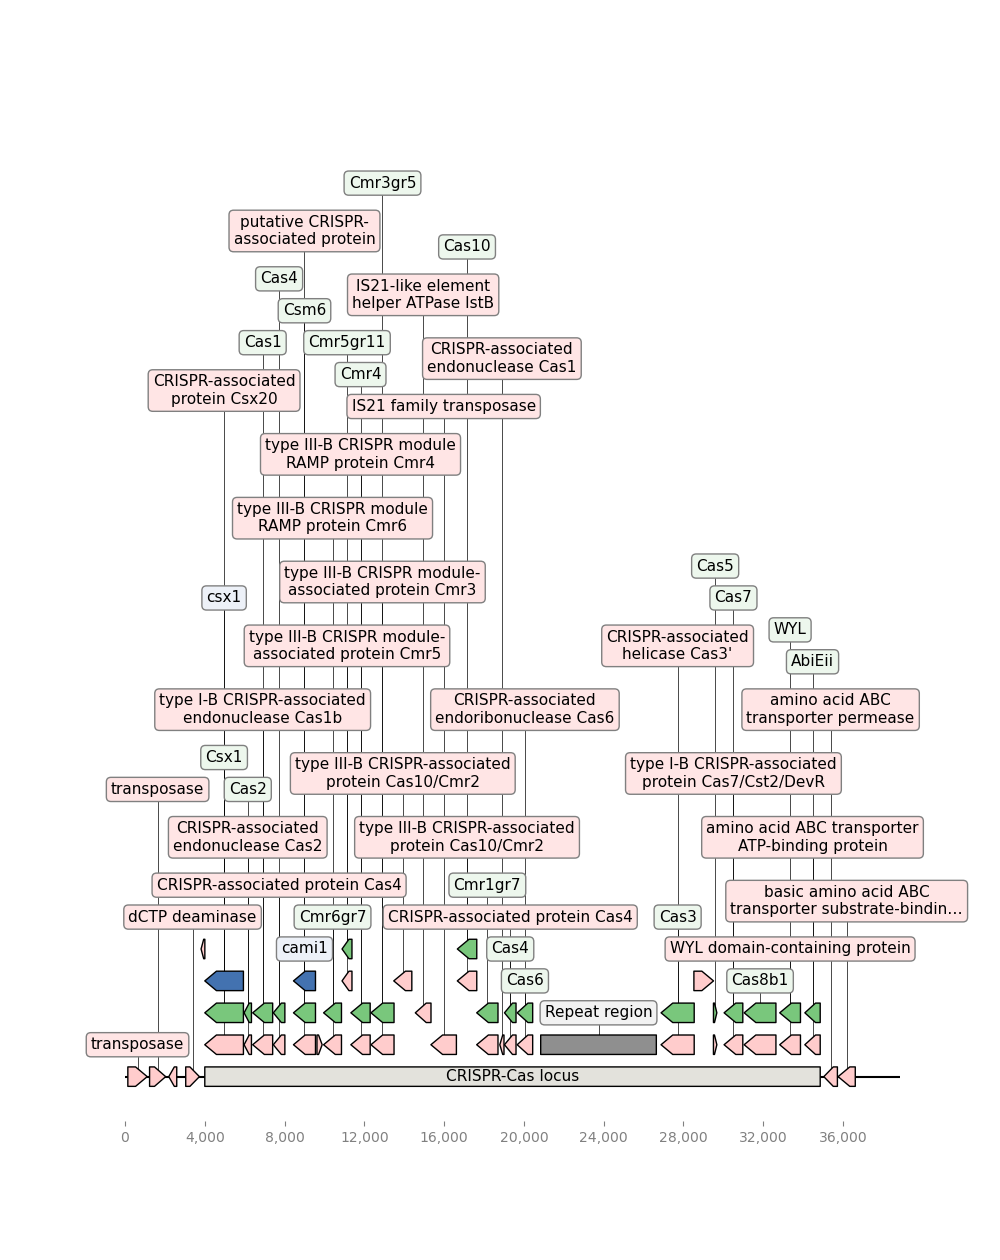 Cmr3gr5
putative CRISPR-
associated protein
Cas10
Cas4
IS21-like element
helper ATPase IstB
Csm6
Cas1
Cmr5gr11
CRISPR-associated
endonuclease Cas1
Cmr4
CRISPR-associated
protein Csx20
IS21 family transposase
type III-B CRISPR module
RAMP protein Cmr4
type III-B CRISPR module
RAMP protein Cmr6
Cas5
type III-B CRISPR module-
associated protein Cmr3
csx1
Cas7
WYL
type III-B CRISPR module-
associated protein Cmr5
CRISPR-associated
helicase Cas3'
AbiEii
type I-B CRISPR-associated
endonuclease Cas1b
CRISPR-associated
endoribonuclease Cas6
amino acid ABC
transporter permease
Csx1
type III-B CRISPR-associated
protein Cas10/Cmr2
type I-B CRISPR-associated
protein Cas7/Cst2/DevR
transposase
Cas2
CRISPR-associated
endonuclease Cas2
type III-B CRISPR-associated
protein Cas10/Cmr2
amino acid ABC transporter
ATP-binding protein
CRISPR-associated protein Cas4
Cmr1gr7
basic amino acid ABC
transporter substrate-bindin...
dCTP deaminase
Cmr6gr7
CRISPR-associated protein Cas4
Cas3
cami1
Cas4
WYL domain-containing protein
Cas6
Cas8b1
Repeat region
transposase
CRISPR-Cas locus
0
4,000
8,000
12,000
16,000
20,000
24,000
28,000
32,000
36,000